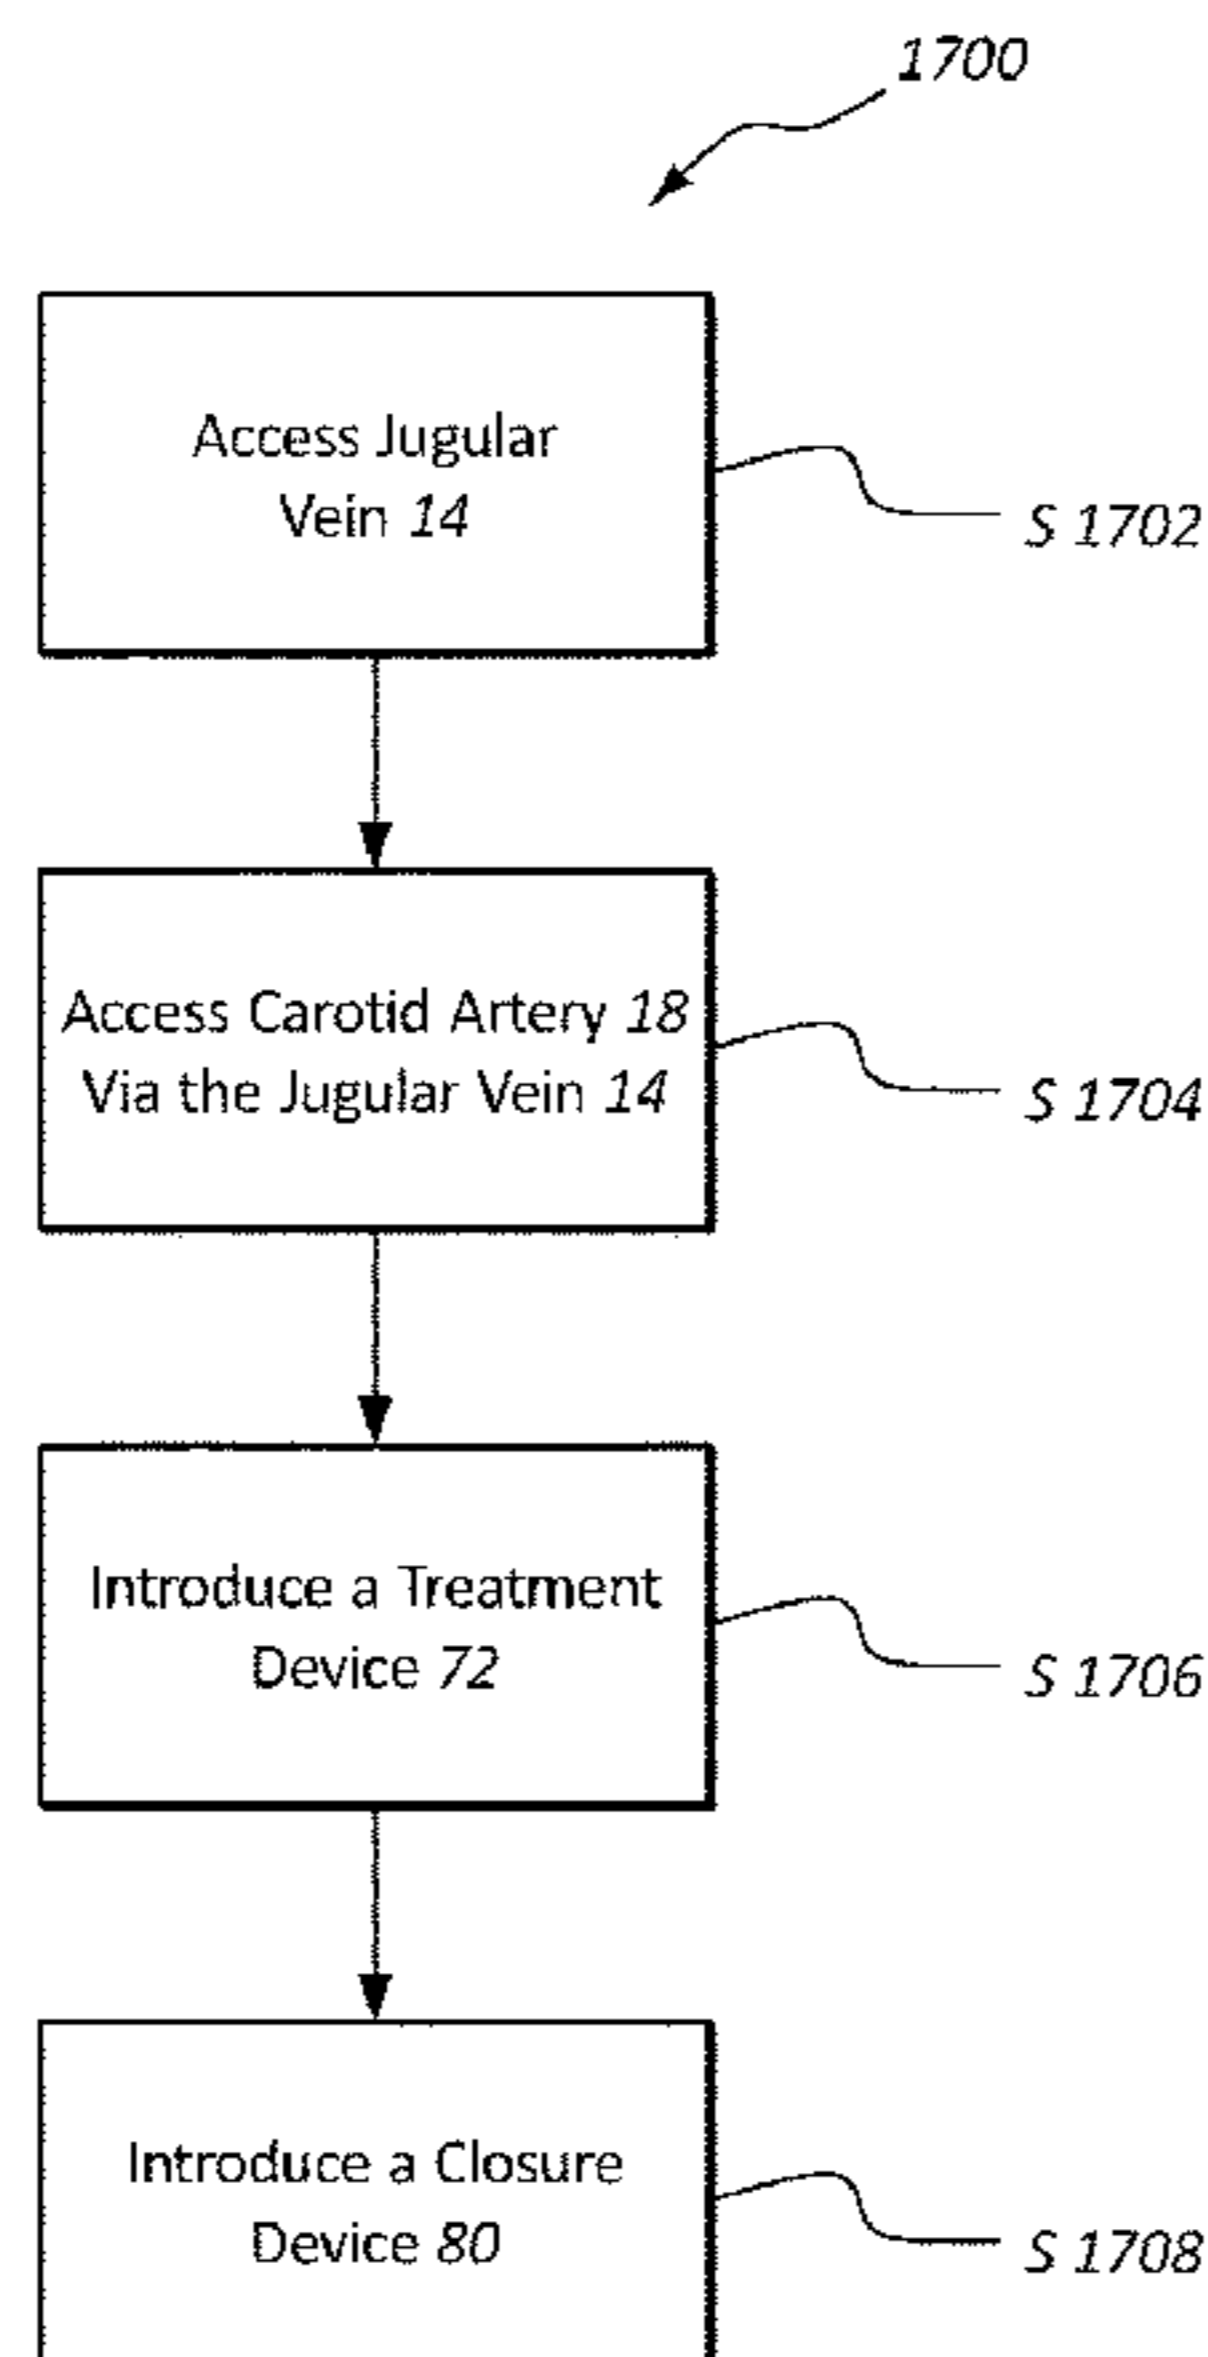 1700
Access Jugular
Vein 14
S 1702
Access Carotid Artery 18
Via the Jugular Vein 14
S 1704
Introduce a Treatment
Device 72
S 1706
Introduce a Closure
Device 80
S 1708